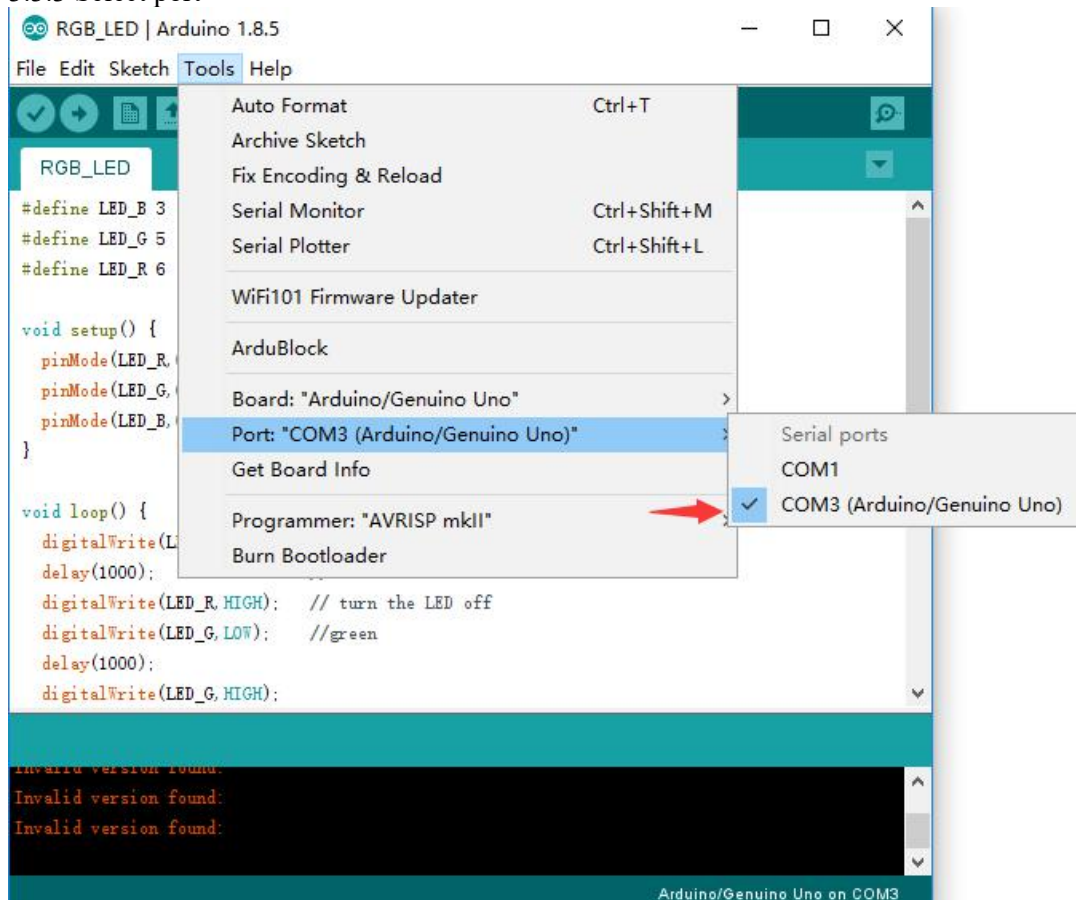 RGB_LED | Arduino 1.8.5
File Edit Sketch Tools Help
Auto Format Ctrl+T
Archive Sketch
Fix Encoding & Reload
Serial Monitor Ctrl+Shift+M
Serial Plotter Ctrl+Shift+L
WiFi101 Firmware Updater
ArduBlock
Board: "Arduino/Genuino Uno"
Port: "COM3 (Arduino/Genuino Uno)"
Get Board Info
Programmer: "AVRISP mkII"
Burn Bootloader
Serial ports
COM1
COM3 (Arduino/Genuino Uno)
RGB_LED
#define LED_B 3
#define LED_G 5
#define LED_R 6
void setup() {
pinMode(LED_R,
pinMode(LED_G,
pinMode(LED_B,
}
void loop() {
digitalWrite(L
delay(1000);
digitalWrite(LED_R,HIGH); // turn the LED off
digitalWrite(LED_G,LOW); //green
delay(1000);
digitalWrite(LED_G,HIGH);
Invalid version found:
Invalid version found:
Invalid version found:
Arduino/Genuino Uno on COM3